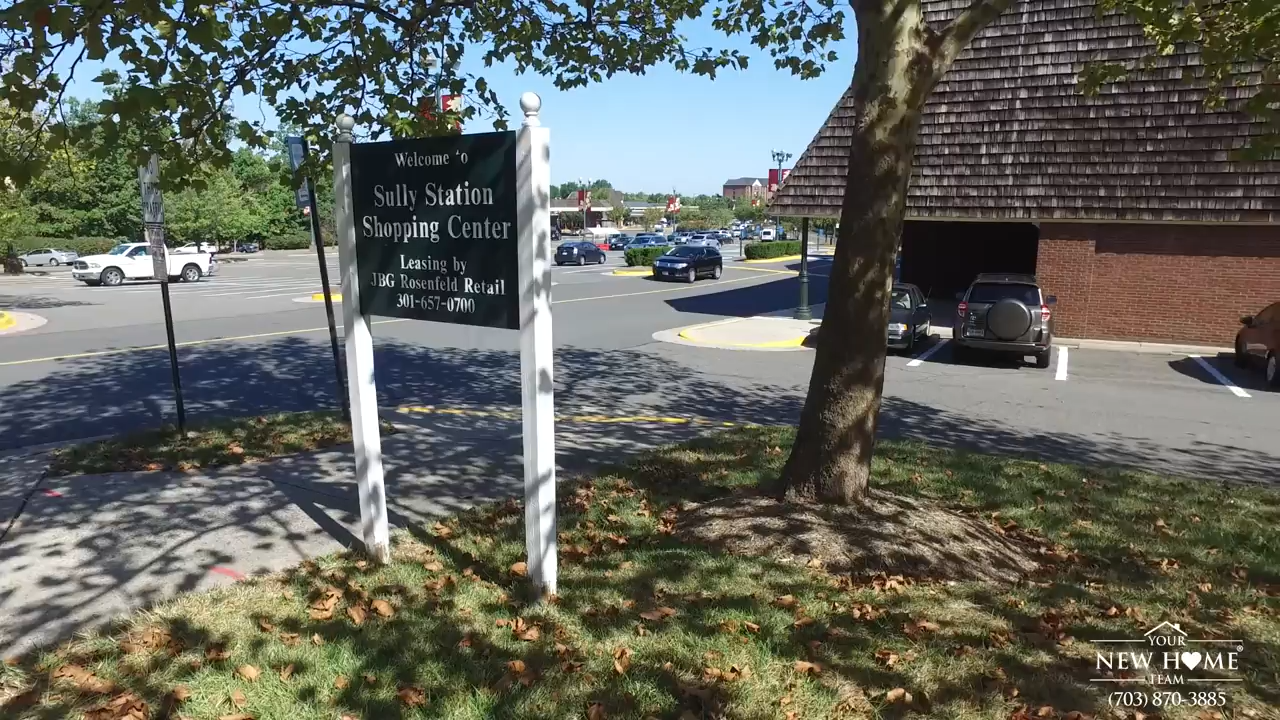 Welcome to
Sully Station
Shopping Center
Leasing by
JBG Rosenfeld Retail
301-657-0700
YOUR
NEW HOME®
TEAM
(703) 870-3885